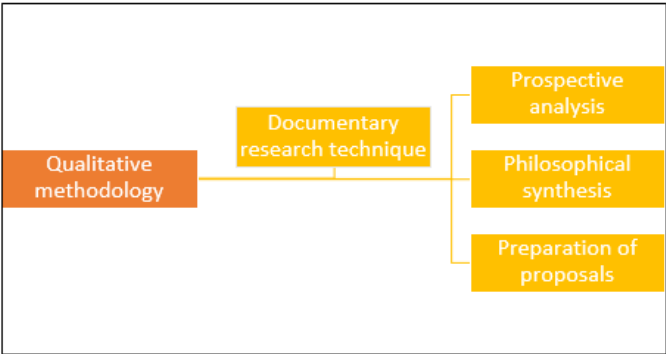 Qualitative
methodology
Documentary
research technique
Prospective
analysis
Philosophical
synthesis
Preparation of
proposals